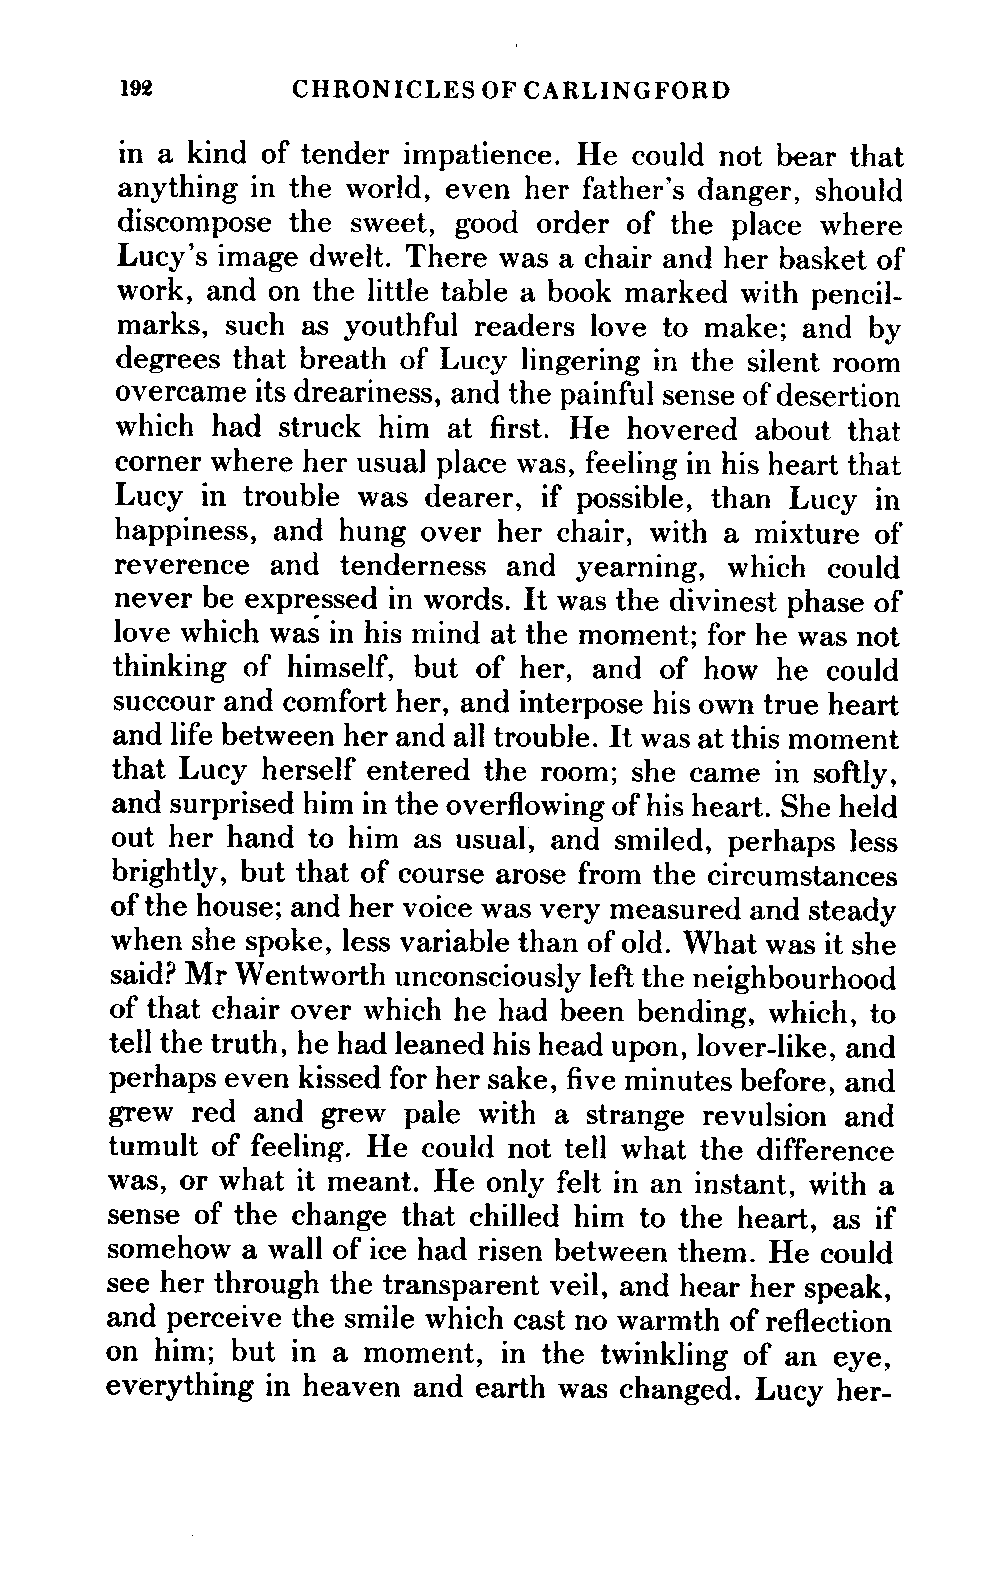 192 CHRONICLES OF CARLINGFORD
in a kind of tender impatience. He could not bear that
anything in the world, even her father's danger, should
discompose the sweet, good order of the place where
Lucy's image dwelt. There was a chair and her basket of
work, and on the little table a book marked with pencil-
marks, such as youthful readers love to make; and by
degrees that breath of Lucy lingering in the silent room
overcame its dreariness, and the painful sense of desertion
which had struck him at first. He hovered about that
corner where her usual place was, feeling in his heart that
Lucy in trouble was dearer, if possible, than Lucy in
happiness, and hung over her chair, with a mixture of
reverence and tenderness and yearning, which could
never be expressed in words. It was the divinest phase of
love which was in his mind at the moment; for he was not
thinking of himself, but of her, and of how he could
succour and comfort her, and interpose his own true heart
and life between her and all trouble. It was at this moment
that Lucy herself entered the room; she came in softly,
and surprised him in the overflowing of his heart. She held
out her hand to him as usual, and smiled, perhaps less
brightly, but that of course arose from the circumstances
of the house; and her voice was very measured and steady
when she spoke, less variable than of old. What was it she
said? Mr Wentworth unconsciously left the neighbourhood
of that chair over which he had been bending, which, to
tell the truth, he had leaned his head upon, lover-like, and
perhaps even kissed for her sake, five minutes before, and
grew red and grew pale with a strange revulsion and
tumult of feeling. He could not tell what the difference
was, or what it meant. He only felt in an instant, with a
sense of the change that chilled him to the heart, as if
somehow a wall of ice had risen between them. He could
see her through the transparent veil, and hear her speak,
and perceive the smile which cast no warmth of reflection
on him; but in a moment, in the twinkling of an eye,
everything in heaven and earth was changed. Lucy her-